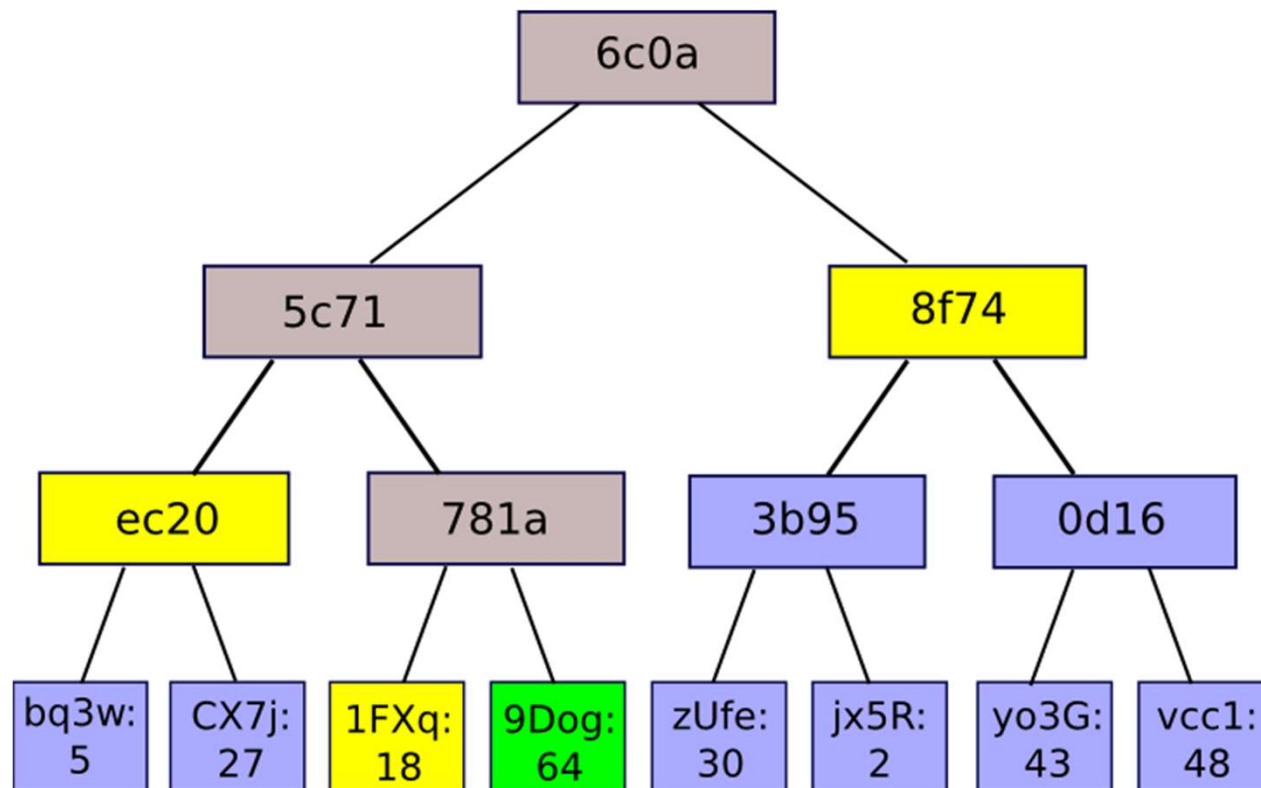 6c0a
5c71
8f74
ec20
781a
3b95
0d16
bq3w:
5
CX7j:
27
1FXq:
18
9Dog:
64
zUfe:
30
jx5R:
2
yo3G:
43
vcc1:
48